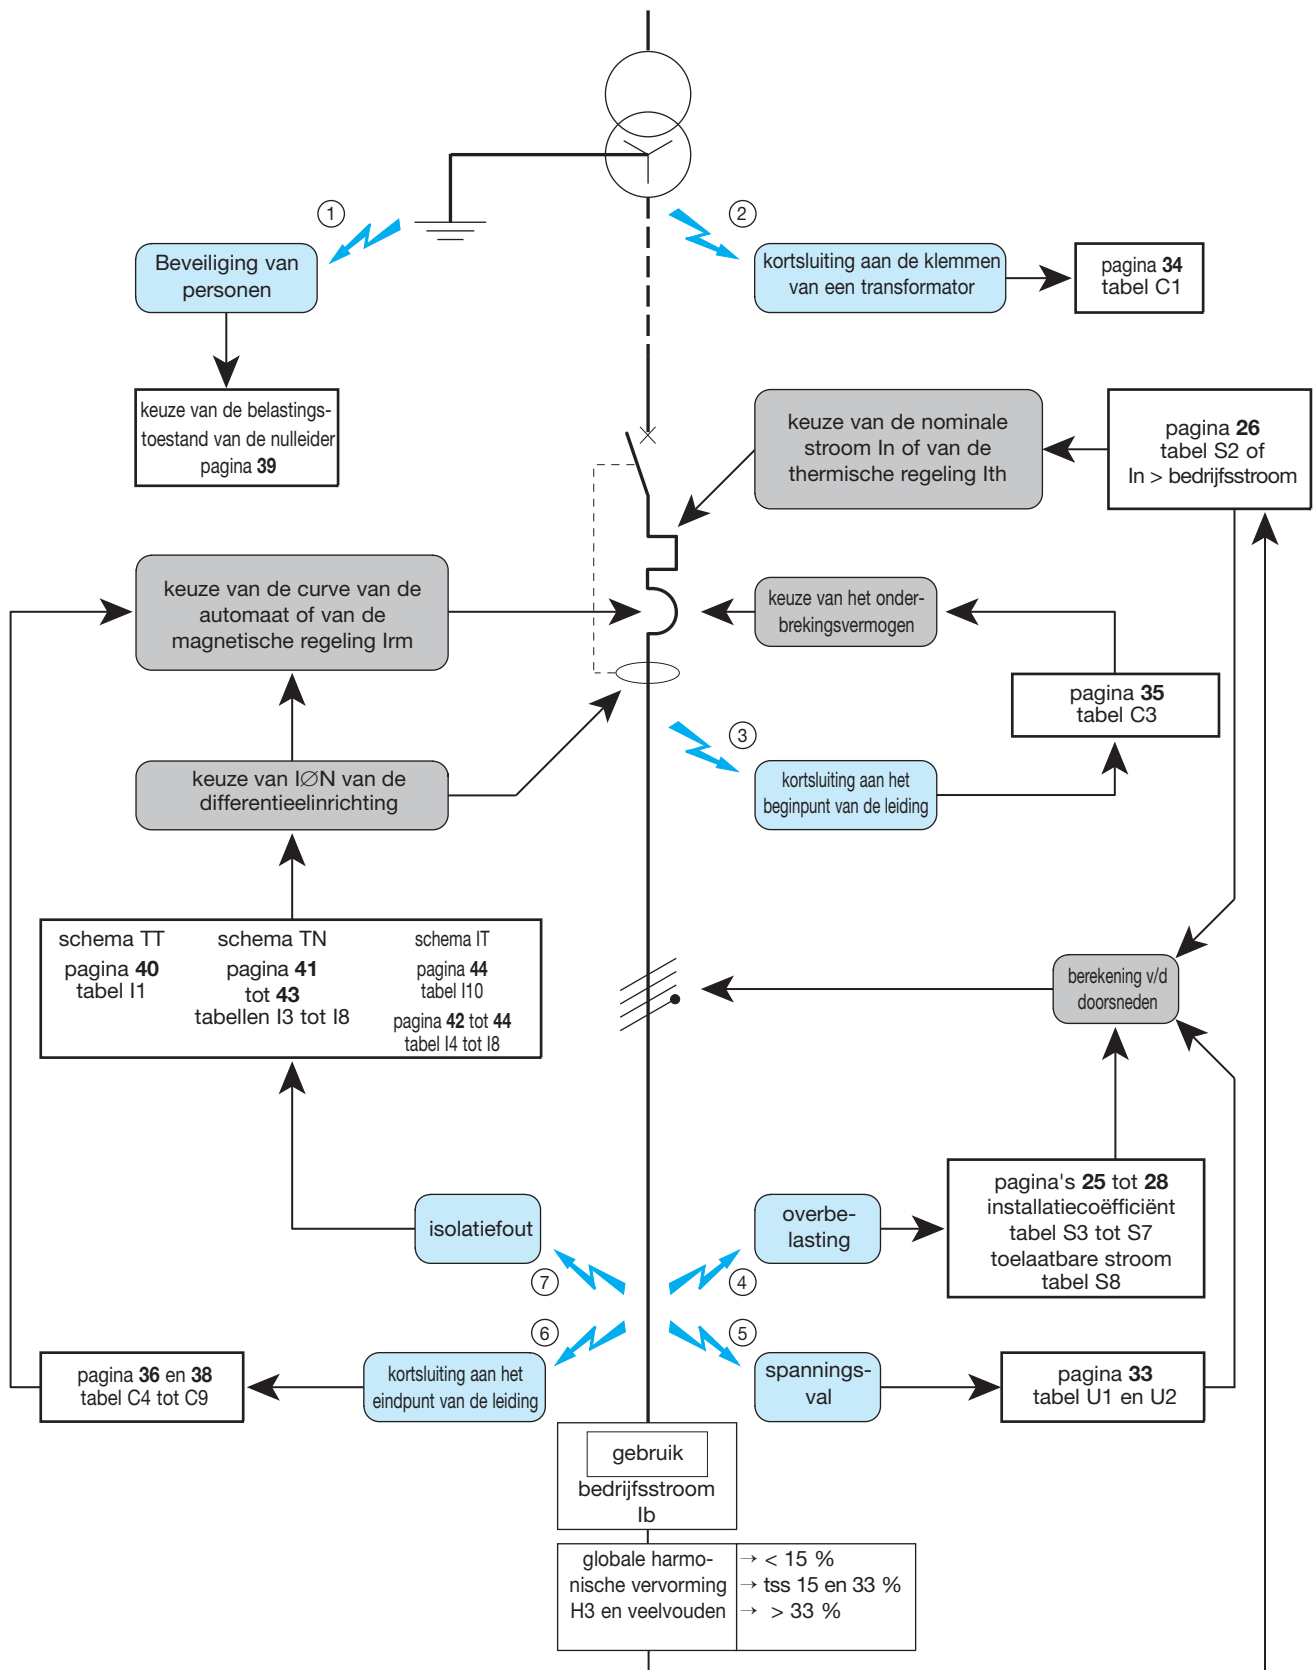 1
2
Beveiliging van
personen
kortsluiting aan de klemmen
van een transformator
pagina 34
tabel C1
keuze van de belastings-
toestand van de nulleider
pagina 39
keuze van de nominale
stroom In of van de
thermische regeling Ith
pagina 26
tabel S2 of
In > bedrijfsstroom
keuze van de curve van de
automaat of van de
magnetische regeling Irm
keuze van het onder-
brekingsvermogen
pagina 35
tabel C3
3
keuze van I∅N van de
differentieelinrichting
kortsluiting aan het
beginpunt van de leiding
schema TT
pagina 40
tabel I1
schema TN
pagina 41
tot 43
tabellen I3 tot I8
schema IT
pagina 44
tabel I10
pagina 42 tot 44
tabel I4 tot I8
berekening v/d
doorsneden
isolatiefout
overbe-
lasting
pagina's 25 tot 28
installatiecoëfficiënt
tabel S3 tot S7
toelaatbare stroom
tabel S8
7
4
6
5
pagina 36 en 38
tabel C4 tot C9
kortsluiting aan het
eindpunt van de leiding
spannings-
val
pagina 33
tabel U1 en U2
gebruik
bedrijfsstroom
Ib
globale harmo-
nische vervorming
H3 en veelvouden
→ < 15 %
→ tss 15 en 33 %
→ > 33 %